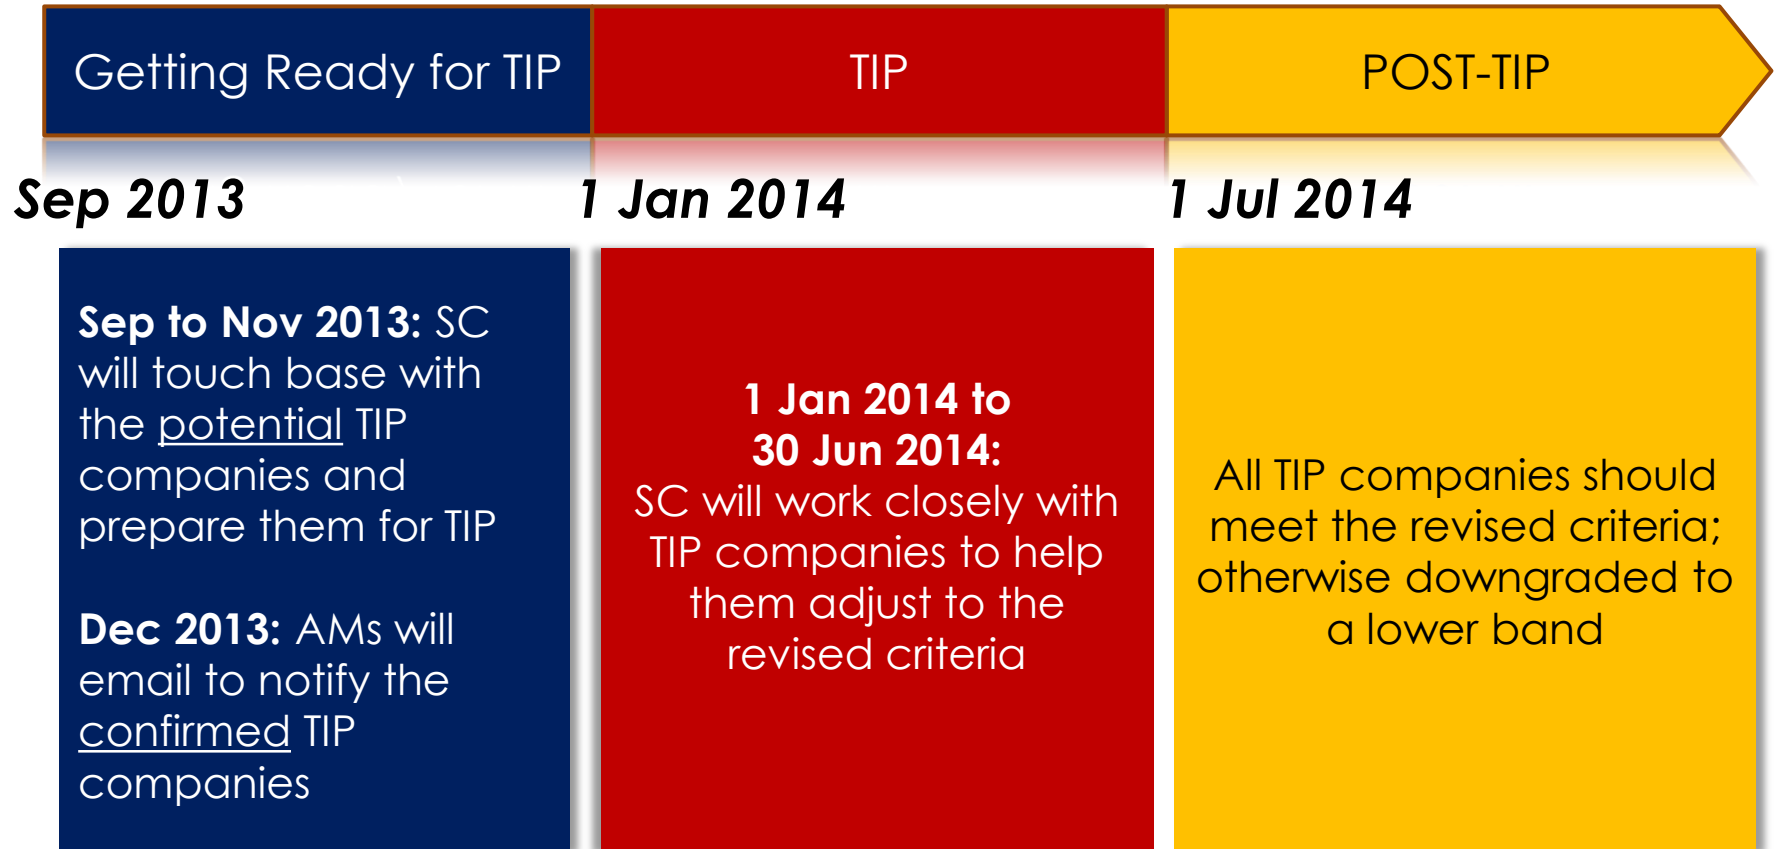 Getting Ready for TIP
TIP
POST-TIP
Sep 2013
1 Jan 2014
1 Jul 2014
Sep to Nov 2013: SC
will touch base with
the potential TIP
companies and
prepare them for TIP
Dec 2013: AMs will
email to notify the
confirmed TIP
companies
1 Jan 2014 to
30 Jun 2014:
SC will work closely with
TIP companies to help
them adjust to the
revised criteria
All TIP companies should
meet the revised criteria;
otherwise downgraded to
a lower band